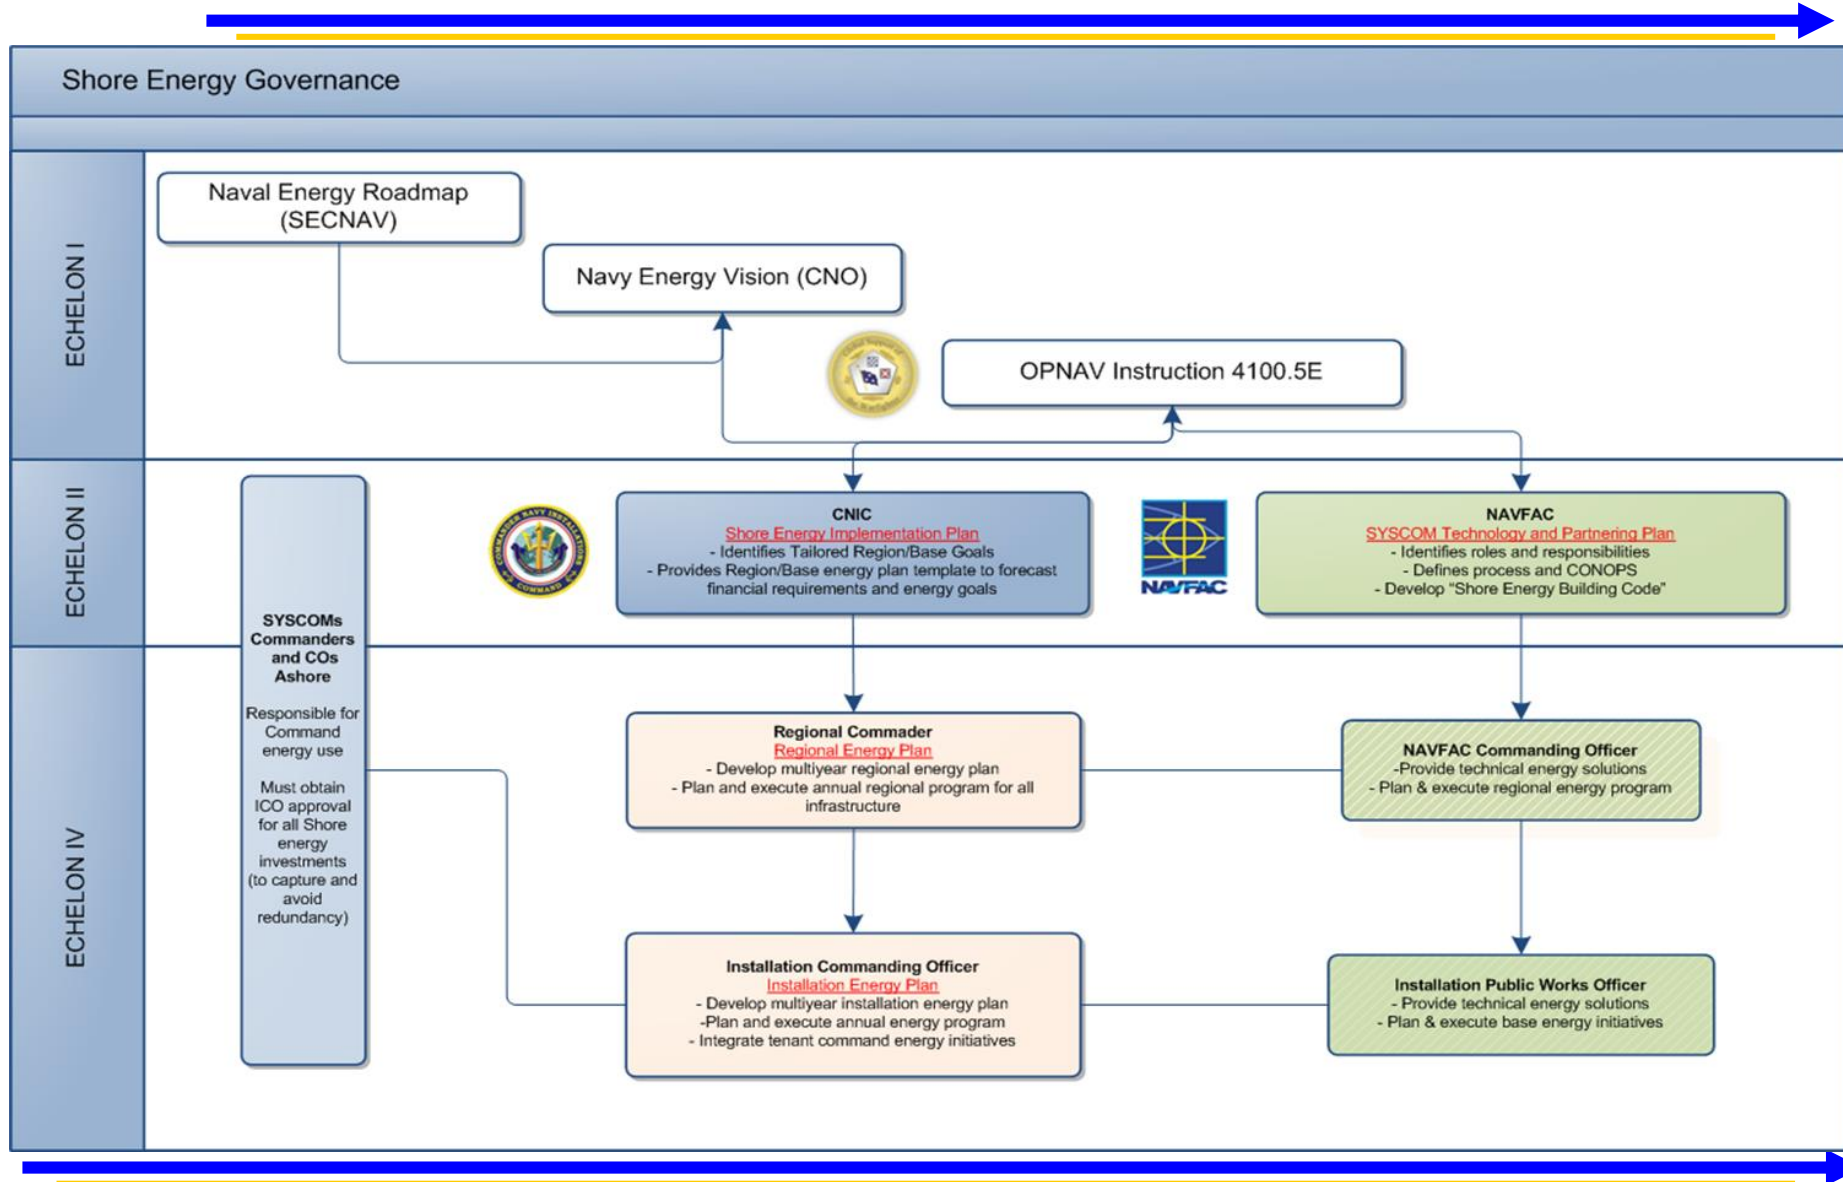 Shore Energy Governance
ECHELON I
Naval Energy Roadmap
(SECNAV)
Navy Energy Vision (CNO)
OPNAV Instruction 4100.5E
ECHELON II
COMMANDER NAVY INSTALLATIONS
COMMAND
CNIC
Shore Energy Implementation Plan
- Identifies Tailored Region/Base Goals
- Provides Region/Base energy plan template to forecast
financial requirements and energy goals
NAVFAC
NAVFAC
SYSCOM Technology and Partnering Plan
- Identifies roles and responsibilities
- Defines process and CONOPS
- Develop “Shore Energy Building Code”
SYSCOMs
Commanders
and COs
Ashore
Responsible for
Command
energy use
Must obtain
ICO approval
for all Shore
energy
investments
(to capture and
avoid
redundancy)
ECHELON IV
Regional Commader
Regional Energy Plan
- Develop multiyear regional energy plan
- Plan and execute annual regional program for all
infrastructure
NAVFAC Commanding Officer
-Provide technical energy solutions
- Plan & execute regional energy program
Installation Commanding Officer
Installation Energy Plan
- Develop multiyear installation energy plan
-Plan and execute annual energy program
- Integrate tenant command energy initiatives
Installation Public Works Officer
- Provide technical energy solutions
- Plan & execute base energy initiatives